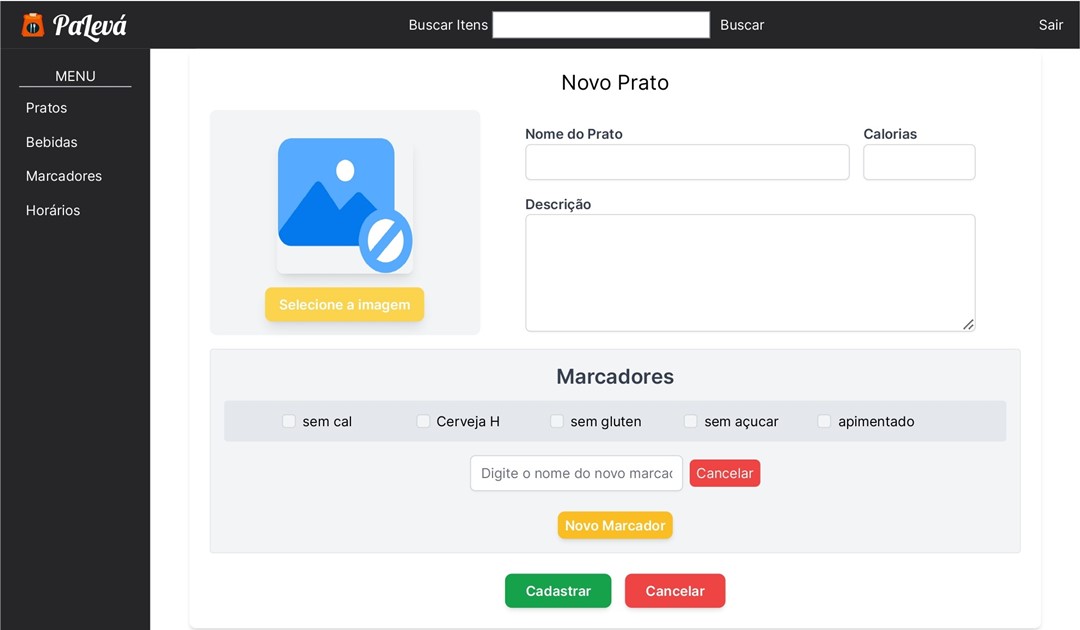 PaLevá
Buscar Itens
Buscar
Sair
MENU
Pratos
Bebidas
Marcadores
Horários
Novo Prato
Selecione a imagem
Nome do Prato
Calorias
Descrição
Marcadores
sem cal
Cerveja H
sem gluten
sem açucar
apimentado
Digite o nome do novo marcad
Cancelar
Novo Marcador
Cadastrar
Cancelar